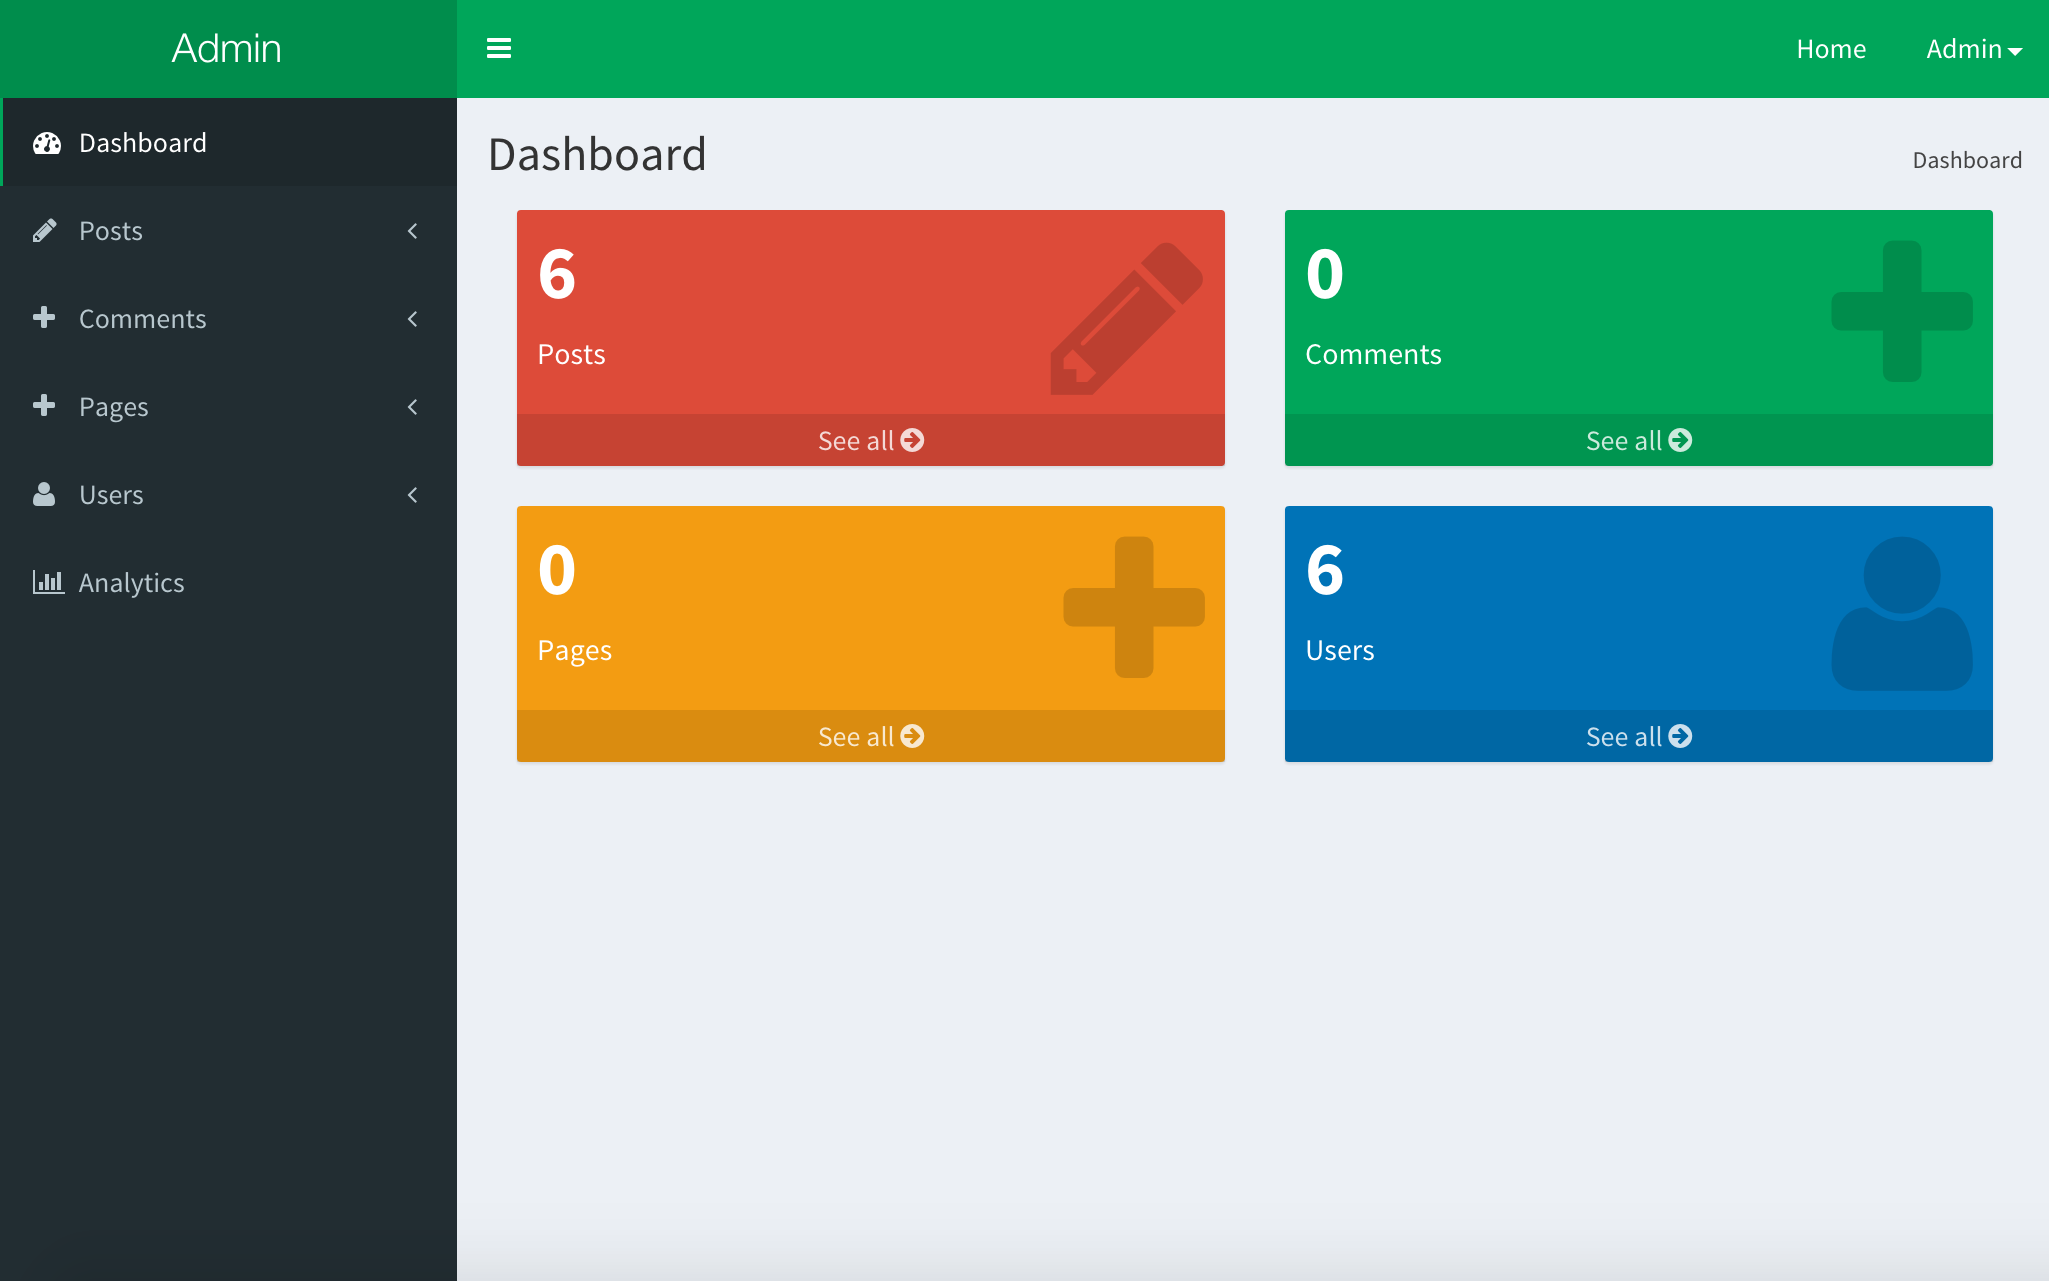 Admin
Home
Admin
Dashboard
Posts
Comments
Pages
Users
Analytics
Dashboard
Dashboard
6
Posts
See all
0
Comments
See all
0
Pages
See all
6
Users
See all